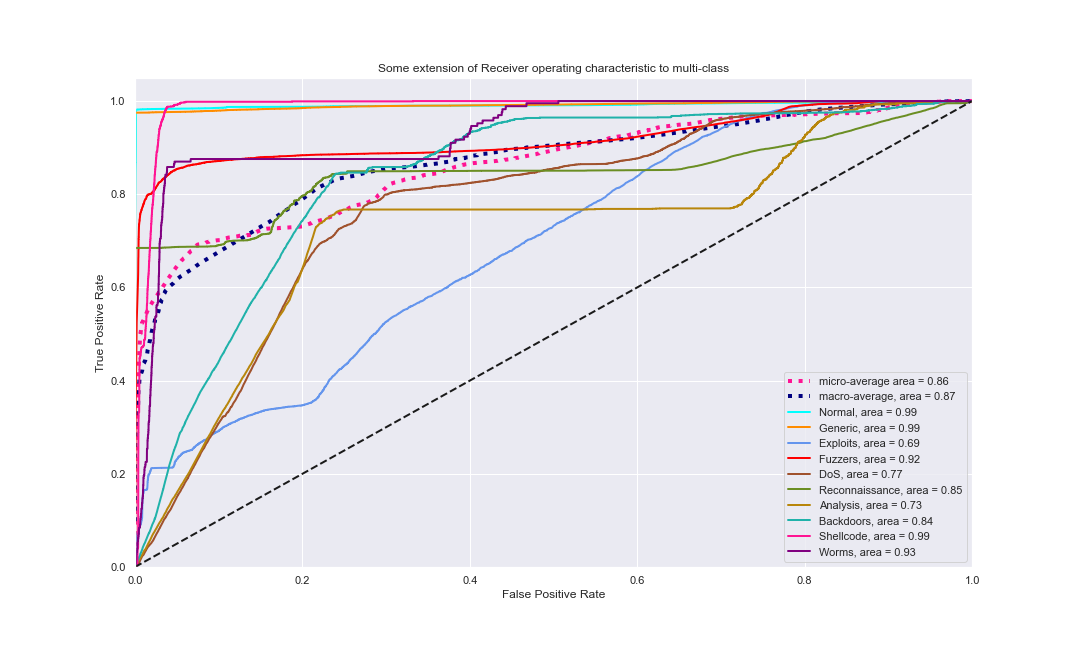 Some extension of Receiver operating characteristic to multi-class
True Positive Rate
1.0
0.8
0.6
0.4
0.2
0.0
0.0 0.2 0.4 0.6 0.8 1.0
False Positive Rate
micro-average area = 0.86
macro-average, area = 0.87
Normal, area = 0.99
Generic, area = 0.99
Exploits, area = 0.69
Fuzzers, area = 0.92
DoS, area = 0.77
Reconnaissance, area = 0.85
Analysis, area = 0.73
Backdoors, area = 0.84
Shellcode, area = 0.99
Worms, area = 0.93